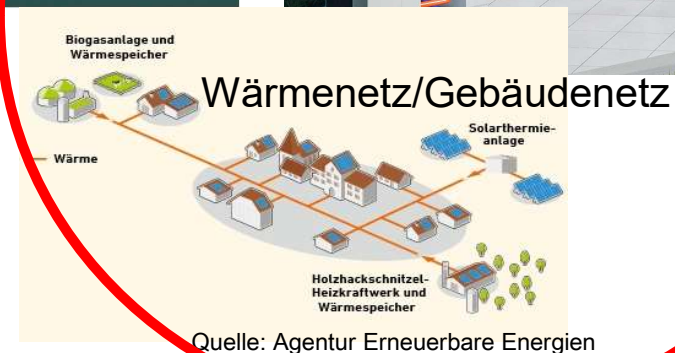 Biogasanlage und
Wärmespeicher
Wärmenetz/Gebäudenetz
Solarthermie-
anlage
Wärme
Holzhackschnitzel-
Heizkraftwerk und
Wärmespeicher
Quelle: Agentur Erneuerbare Energien